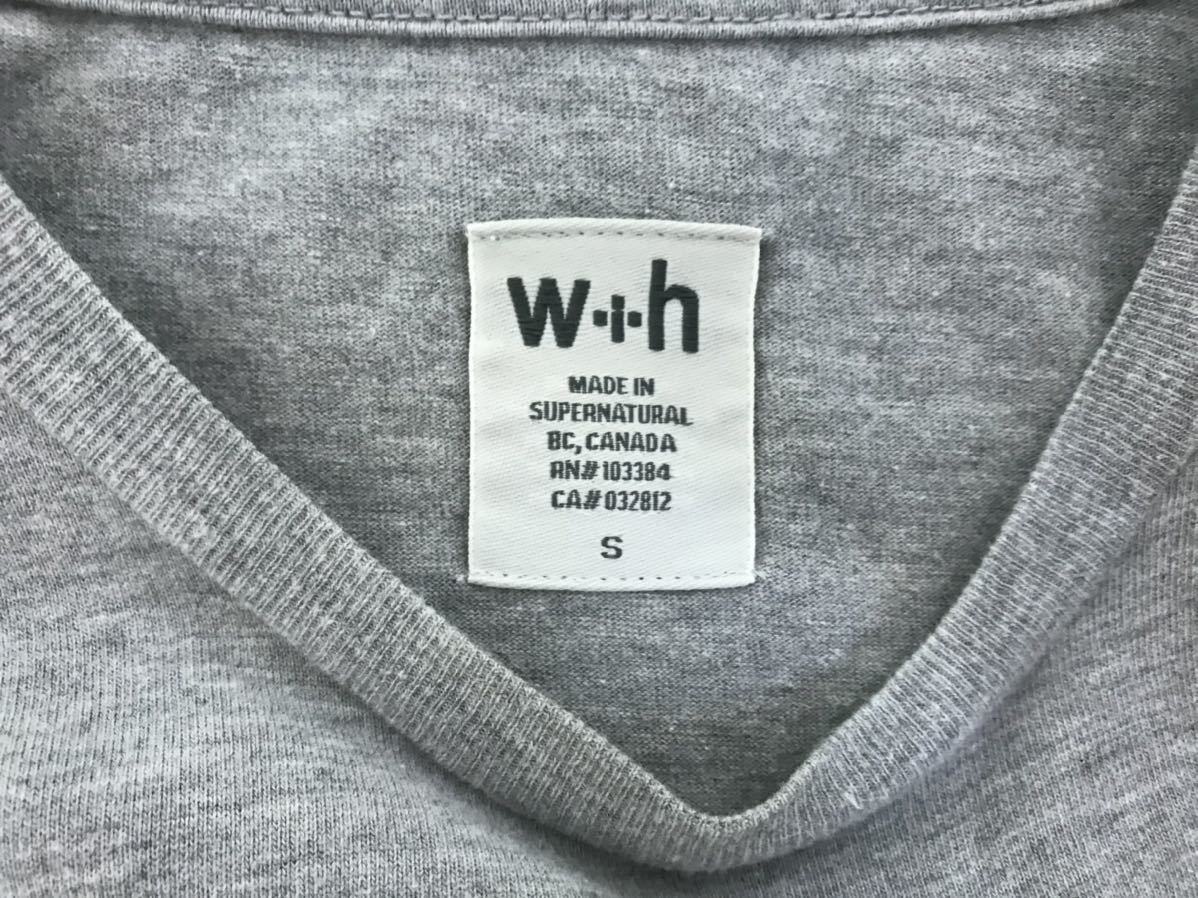 w·i·h
MADE IN
SUPERNATURAL
BC, CANADA
RN# 103384
CA# 032812
S